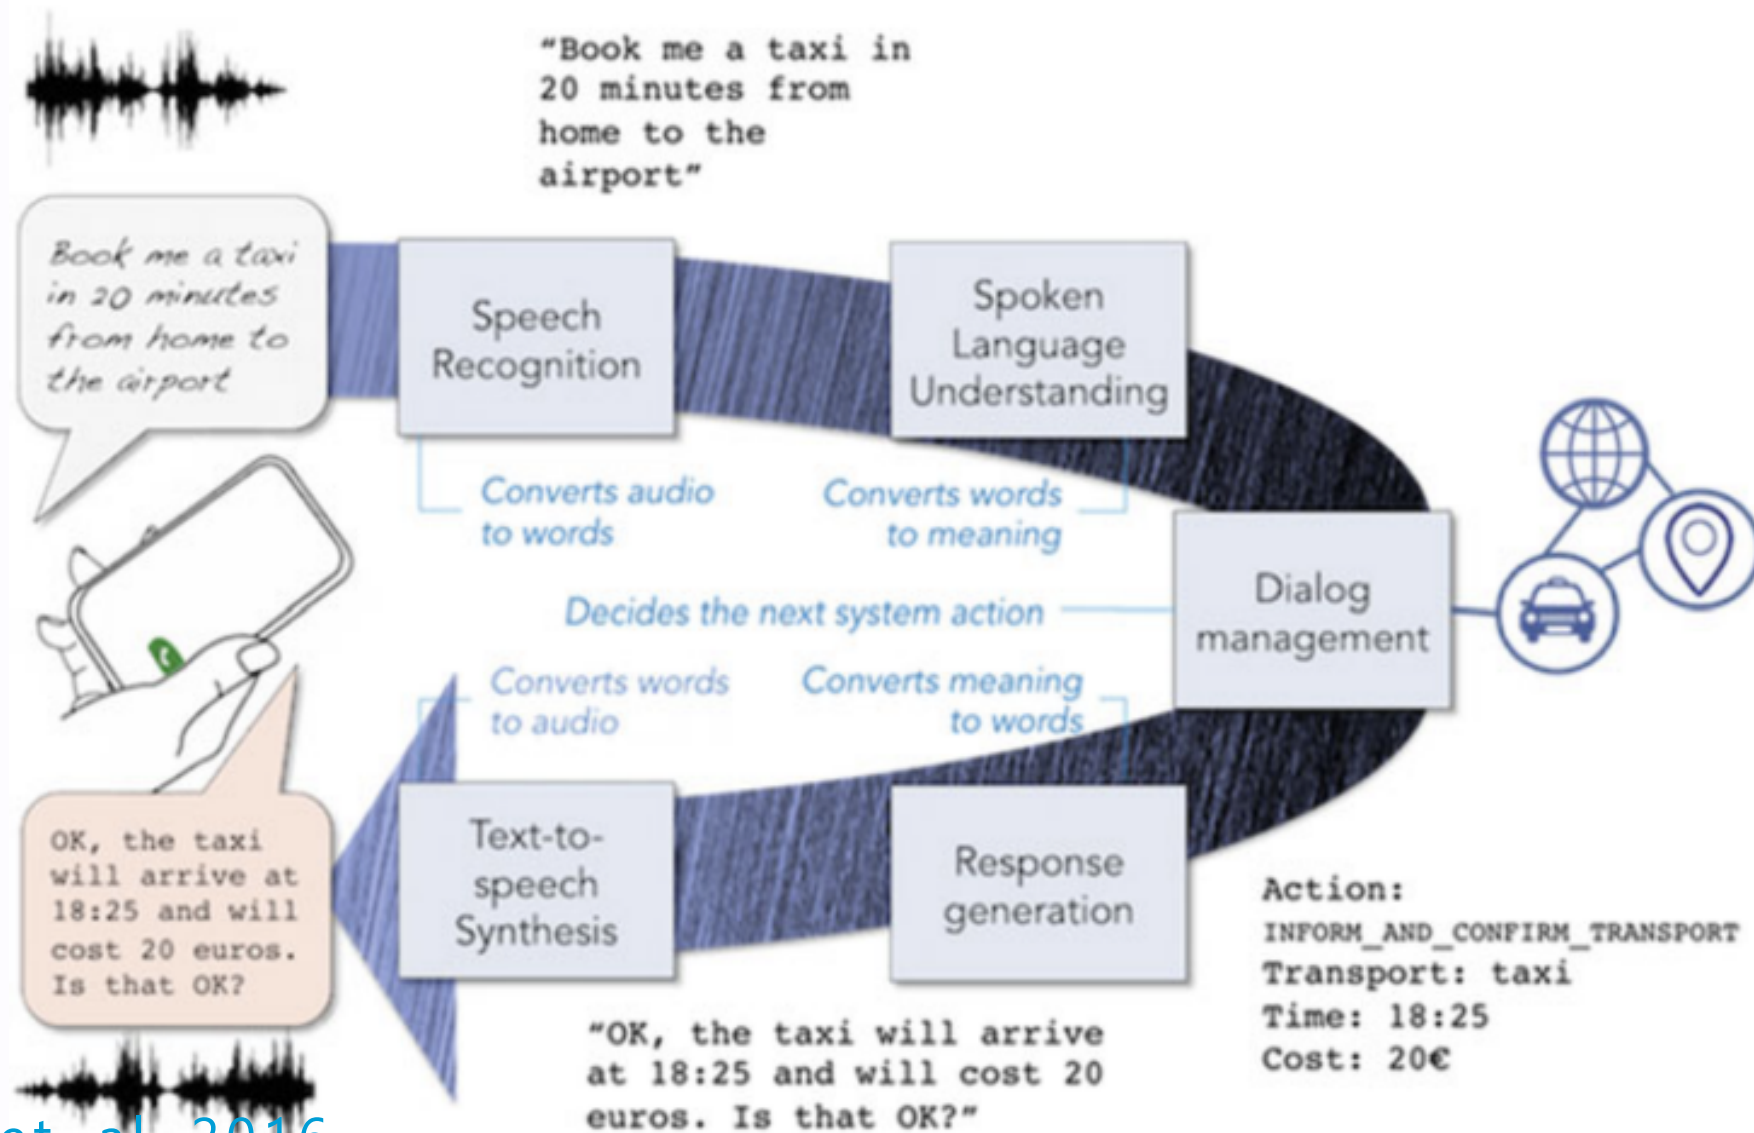 “Book me a taxi in
20 minutes from
home to the
airport”
Book me a taxi
in 20 minutes
from home to
the airport
Speech
Recognition
Spoken
Language
Understanding
Converts audio
to words
Converts words
to meaning
Decides the next system action
Dialog
management
Converts words
to audio
Converts meaning
to words
OK, the taxi
will arrive at
18:25 and will
cost 20 euros.
Is that OK?
Text-to-
speech
Synthesis
Response
generation
Action:
INFORM_AND_CONFIRM_TRANSPORT
Transport: taxi
Time: 18:25
Cost: 20€
“OK, the taxi will arrive
at 18:25 and will cost 20
euros. Is that OK?”
et al 2016